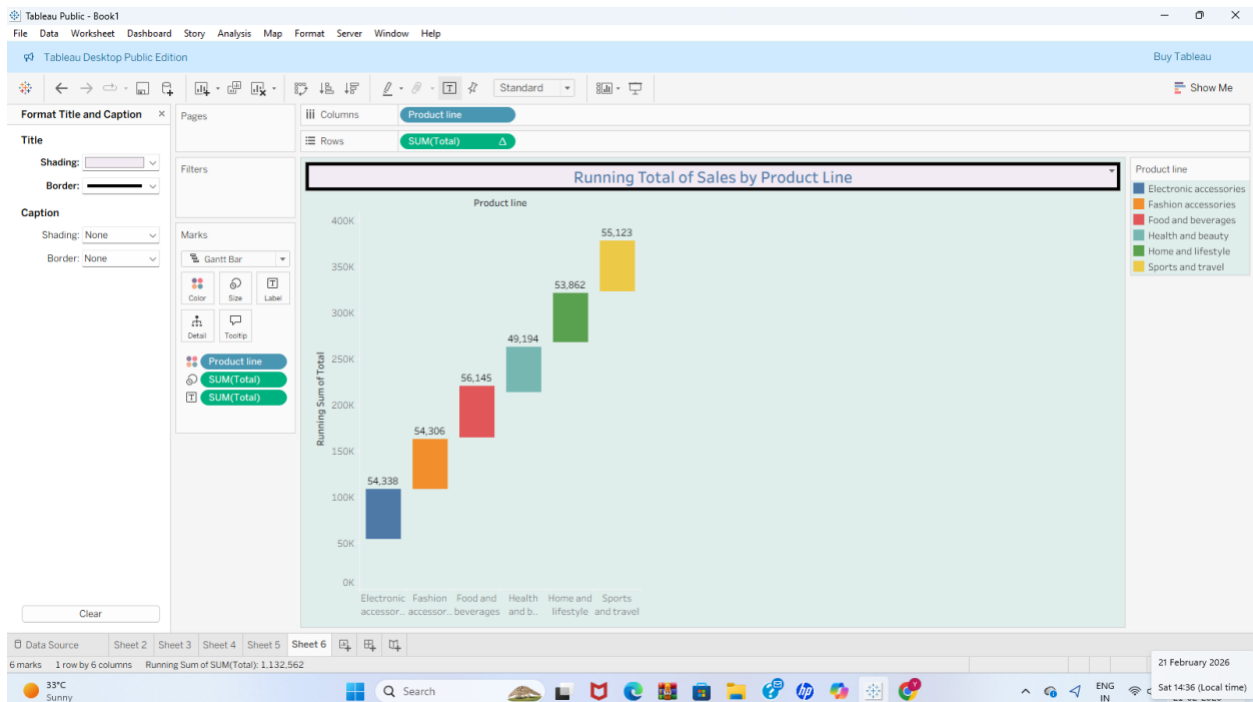 Tableau Public - Book1
File Data Worksheet Dashboard Story Analysis Map Format Server Window Help
Tableau Desktop Public Edition Buy Tableau
Standard Show Me
Format Title and Caption ×
Title
Shading:
Border:
Caption
Shading: None
Border: None
Clear
Pages
Filters
Marks
Gantt Bar
Color Size Label
Detail Tooltip
Product line
SUM(Total)
SUM(Total)
Columns Product line
Rows SUM(Total) Δ
Running Total of Sales by Product Line
Product line
400K
350K
300K
250K
200K
150K
100K
50K
0K
Running Sum of Total
54,338
54,306
56,145
49,194
53,862
55,123
Electronic Fashion Food and Health Home and Sports
accessor.. accessor.. beverages and b.. lifestyle and travel
Product line
Electronic accessories
Fashion accessories
Food and beverages
Health and beauty
Home and lifestyle
Sports and travel
Data Source Sheet 2 Sheet 3 Sheet 4 Sheet 5 Sheet 6
6 marks 1 row by 6 columns Running Sum of SUM(Total): 1,132,562
33°C
Sunny
Search
ENG
IN
21 February 2026
Sat 14:36 (Local time)